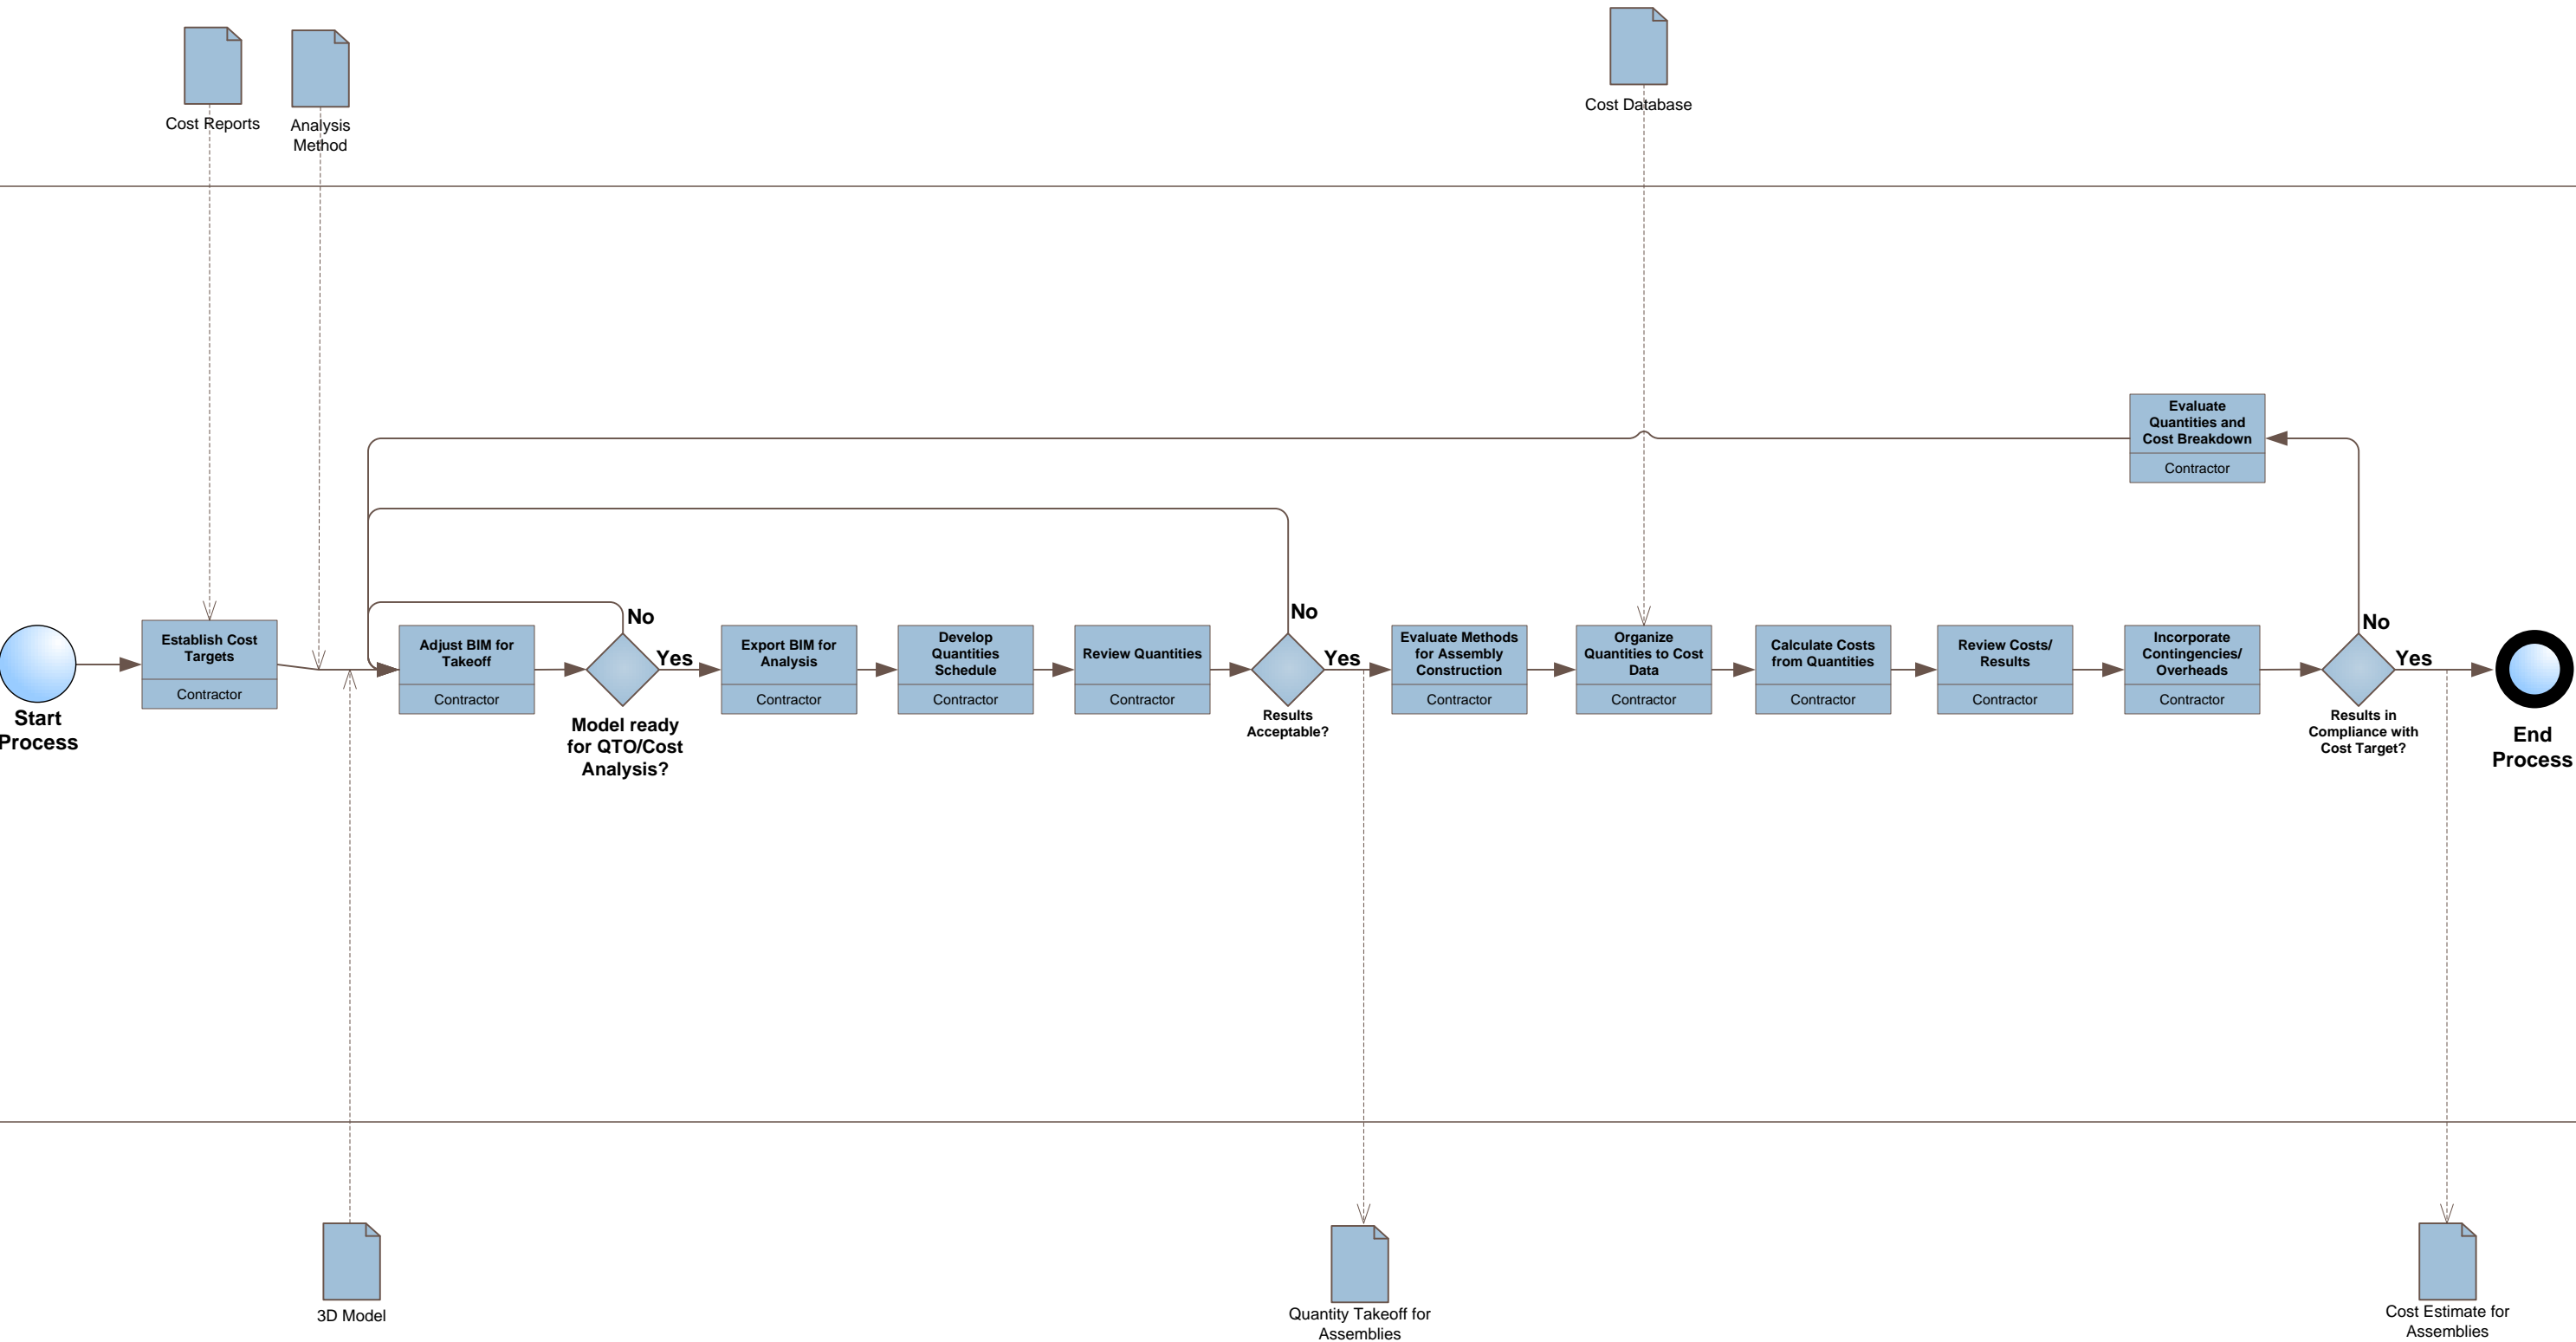 Cost Reports
Analysis
Method
Cost Database
Evaluate
Quantities and
Cost Breakdown
Contractor
No
No
No
Start
Process
Establish Cost
Targets
Contractor
Adjust BIM for
Takeoff
Contractor
Yes
Model ready
for QTO/Cost
Analysis?
Export BIM for
Analysis
Contractor
Develop
Quantities
Schedule
Contractor
Review Quantities
Contractor
Yes
Results
Acceptable?
Evaluate Methods
for Assembly
Construction
Contractor
Organize
Quantities to Cost
Data
Contractor
Calculate Costs
from Quantities
Contractor
Review Costs/
Results
Contractor
Incorporate
Contingencies/
Overheads
Contractor
Yes
Results in
Compliance with
Cost Target?
End
Process
3D Model
Quantity Takeoff for
Assemblies
Cost Estimate for
Assemblies